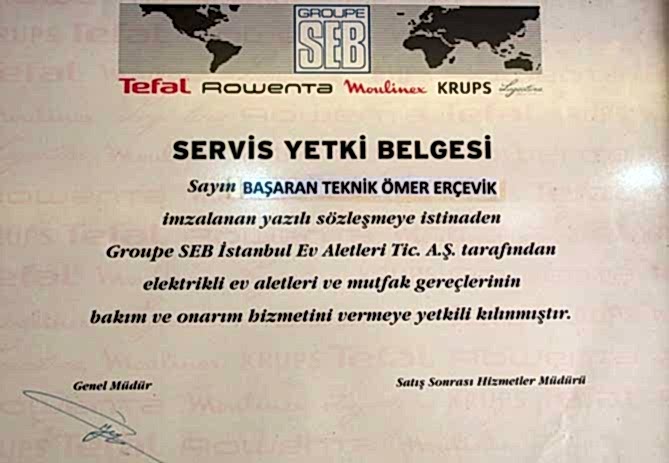 GROUPE
SEB
Tefal Rowenta Moulinex KRUPS
SERVİS YETKİ BELGESİ
Sayın BAŞARAN TEKNİK ÖMER ERÇEVİK
imzalanan yazılı sözleşmeye istinaden
Groupe SEB İstanbul Ev Aletleri Tic. A.Ş. tarafından
elektrikli ev aletleri ve mutfak gereçlerinin
bakım ve onarım hizmetini vermeye yetkili kılınmıştır.
Genel Müdür Satış Sonrası Hizmetler Müdürü